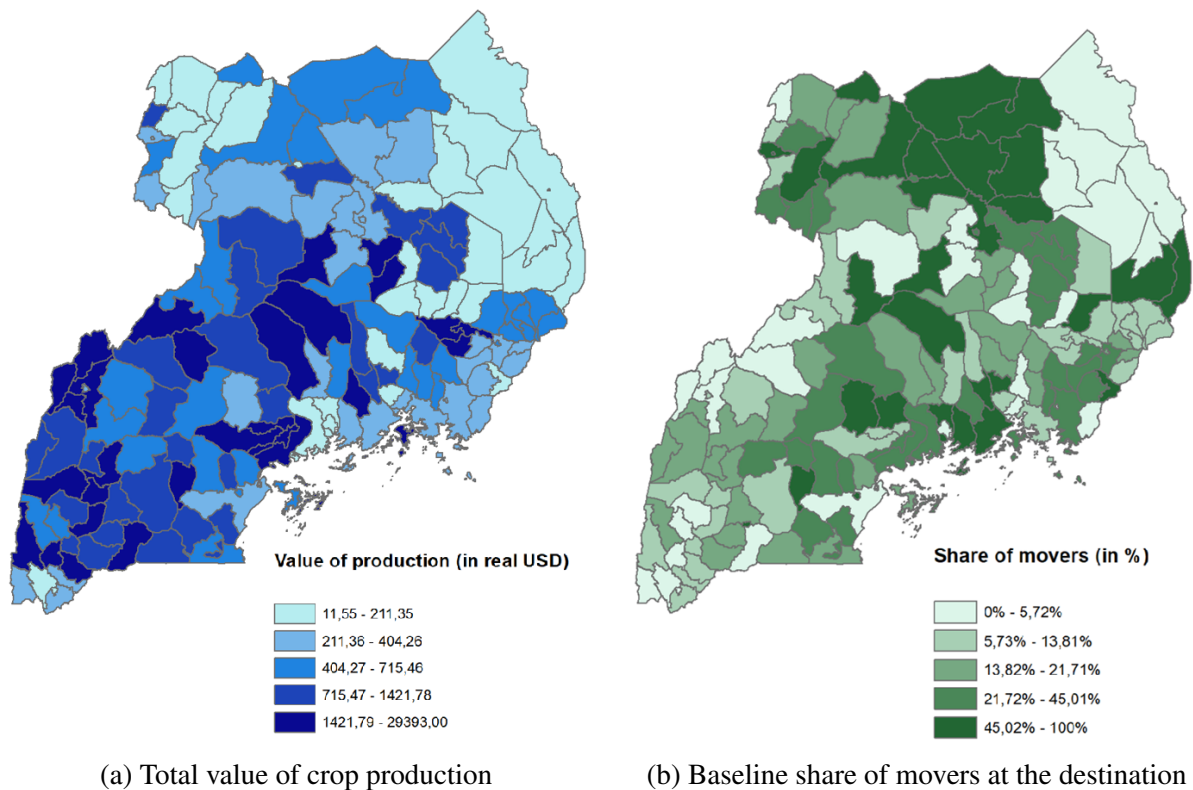 Value of production (in real USD)
11,55 - 211,35
211,36 - 404,26
404,27 - 715,46
715,47 - 1421,78
1421,79 - 29393,00
Share of movers (in %)
0% - 5,72%
5,73% - 13,81%
13,82% - 21,71%
21,72% - 45,01%
45,02% - 100%
(a) Total value of crop production
(b) Baseline share of movers at the destination